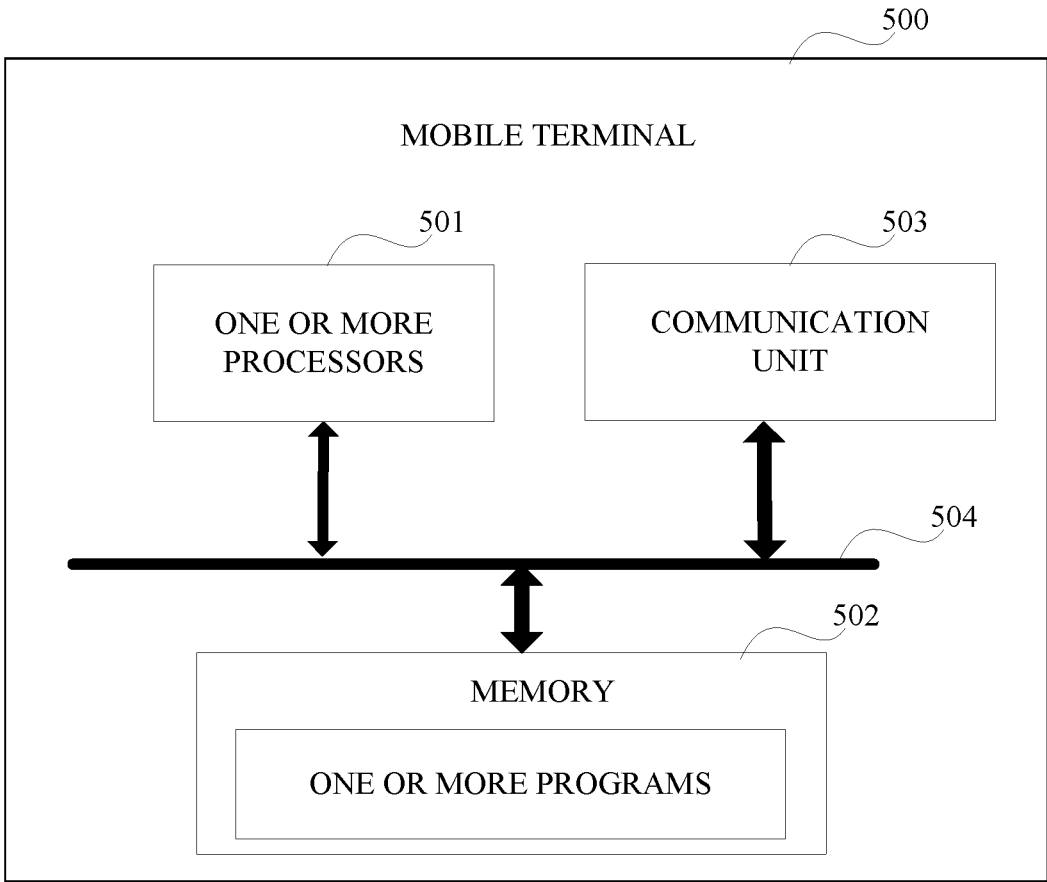 500
MOBILE TERMINAL
501
503
ONE OR MORE
PROCESSORS
COMMUNICATION
UNIT
504
502
MEMORY
ONE OR MORE PROGRAMS